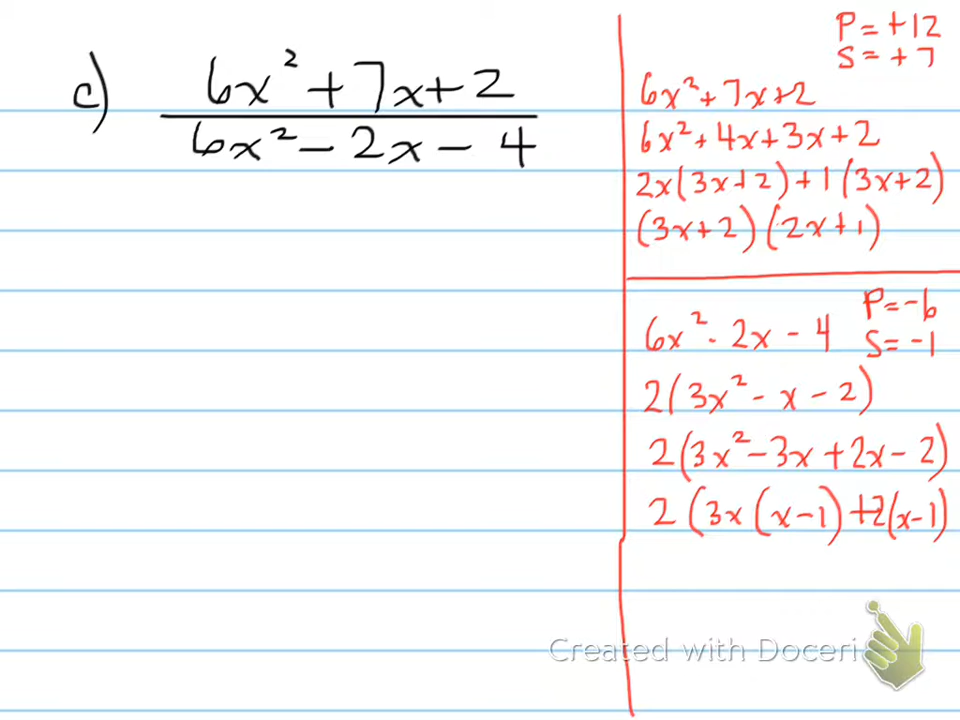 c) 6x² + 7x + 2
6x² - 2x - 4
P = +12
S = +7
6x² + 7x + 2
6x² + 4x + 3x + 2
2x(3x+2) + 1(3x+2)
(3x+2)(2x+1)
P = -6
S = -1
6x² - 2x - 4
2(3x² - x - 2)
2(3x² - 3x + 2x - 2)
2(3x(x-1) +2(x-1)
Created with Doceri